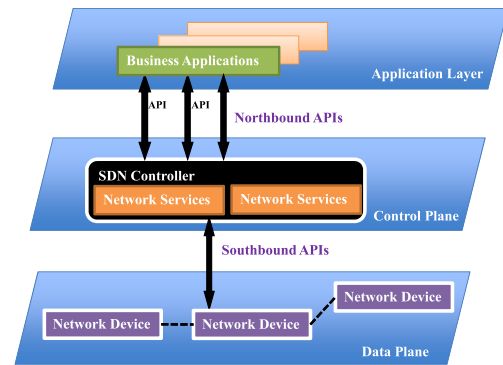 Business Applications
Application Layer
API
API
Northbound APIs
SDN Controller
Network Services
Network Services
Control Plane
Southbound APIs
Network Device
Network Device
Network Device
Data Plane